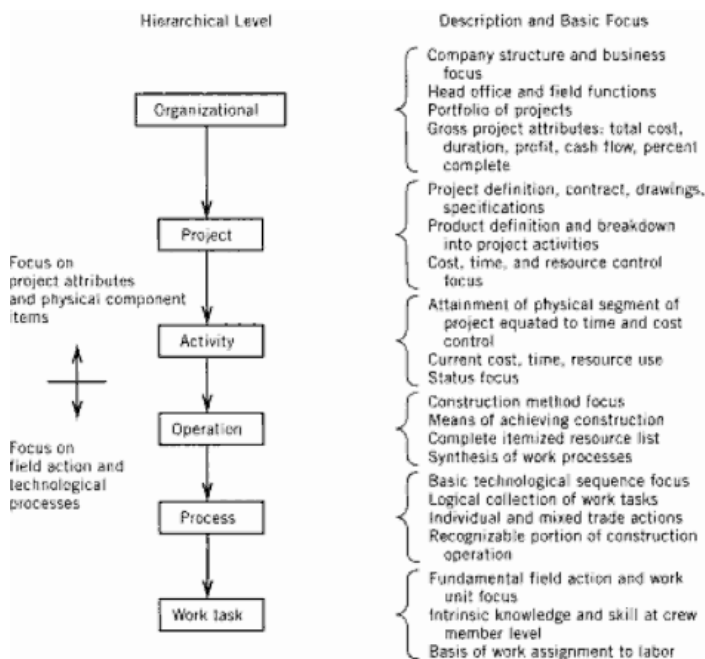 Hierarchical Level
Description and Basic Focus
Organizational
Company structure and business
focus
Head office and field functions
Portfolio of projects
Gross project attributes: total cost,
duration, profit, cash flow, percent
complete
Project
Project definition, contract, drawings,
specifications
Product definition and breakdown
into project activities
Cost, time, and resource control
focus
Focus on
project attributes
and physical component
items
Activity
Attainment of physical segment of
project equated to time and cost
control
Current cost, time, resource use
Status focus
Operation
Construction method focus
Means of achieving construction
Complete itemized resource list
Synthesis of work processes
Focus on
field action and
technological
processes
Process
Basic technological sequence focus
Logical collection of work tasks
Individual and mixed trade actions
Recognizable portion of construction
operation
Work task
Fundamental field action and work
unit focus
Intrinsic knowledge and skill at crew
member level
Basis of work assignment to labor